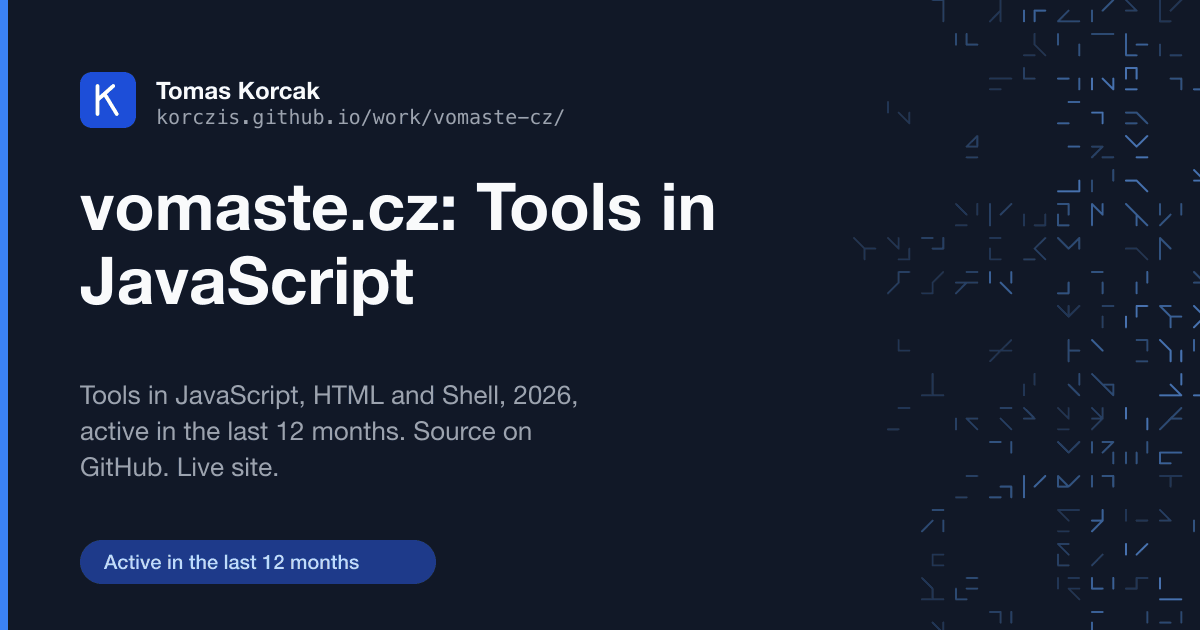 K
Tomas Korcak
korczis.github.io/work/vomaste-cz/
vomaste.cz: Tools in
JavaScript
Tools in JavaScript, HTML and Shell, 2026,
active in the last 12 months. Source on
GitHub. Live site.
Active in the last 12 months